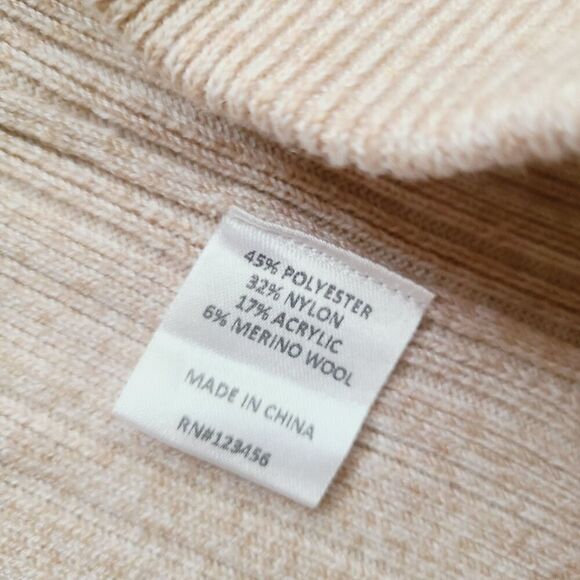 45% POLYESTER
32% NYLON
17% ACRYLIC
6% MERINO WOOL
MADE IN CHINA
RN#123456